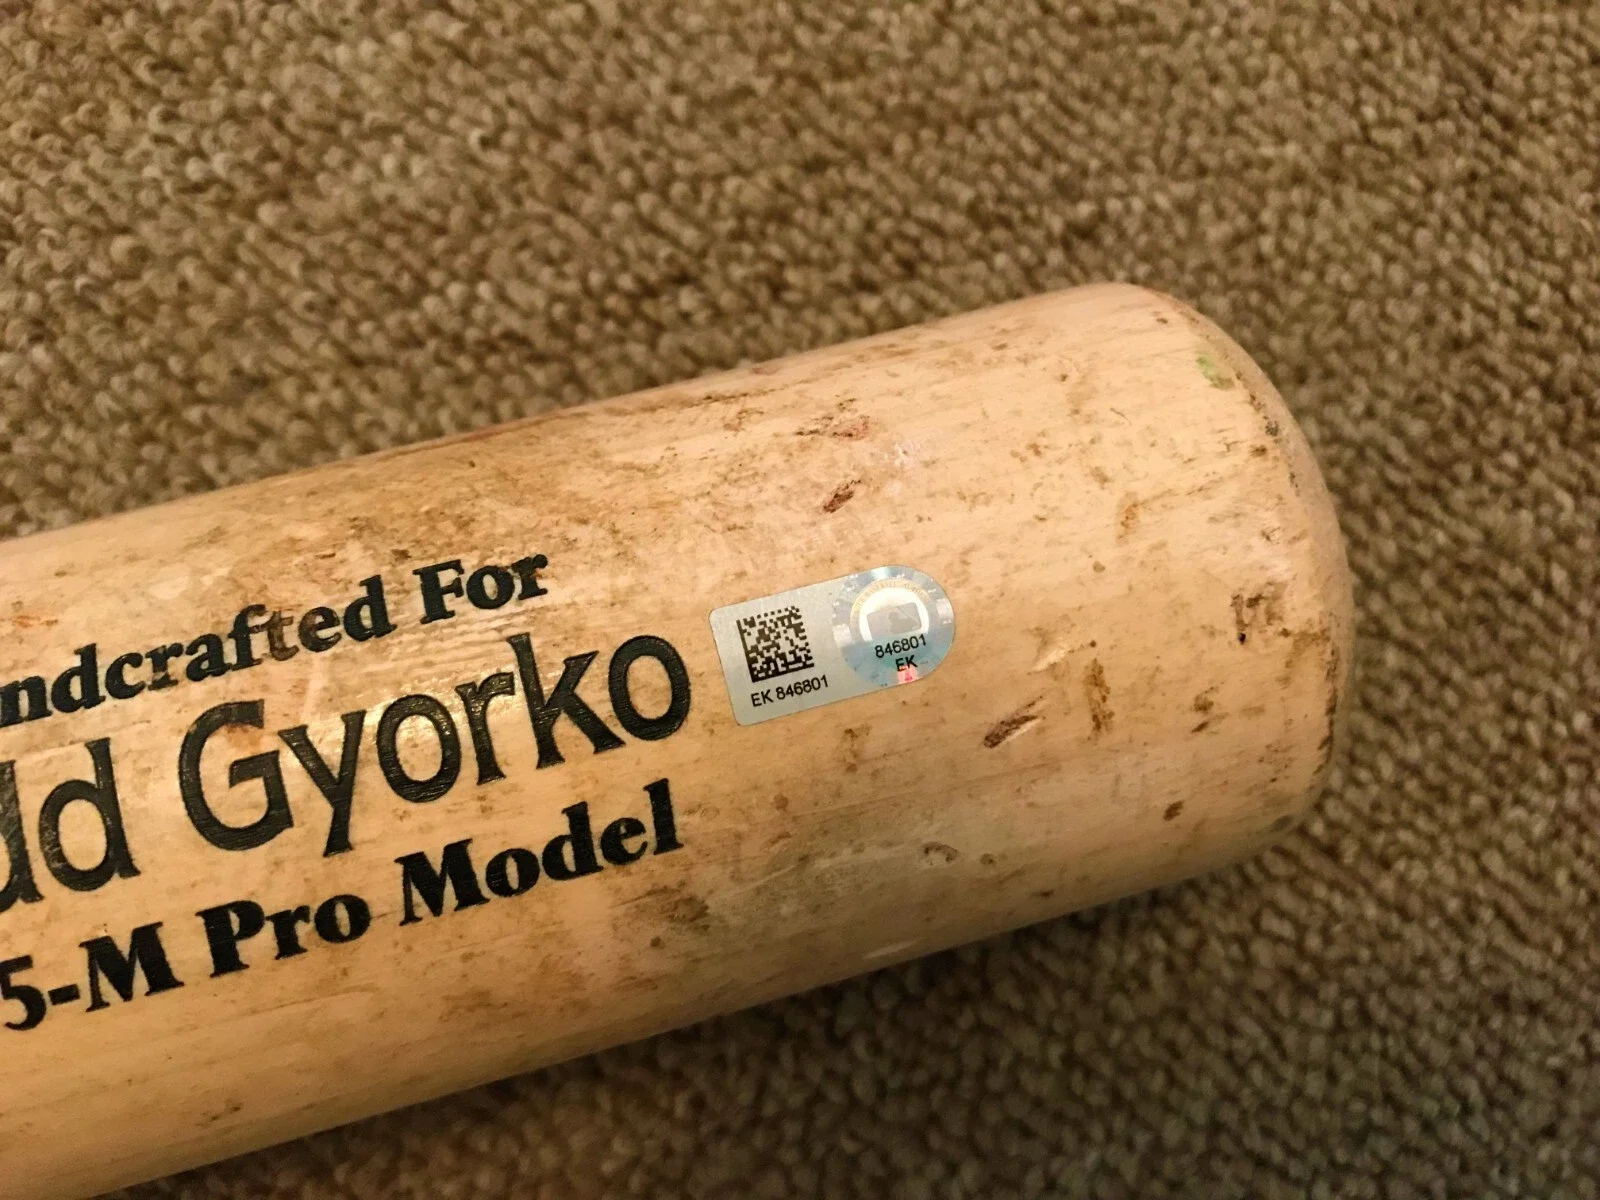 ndcrafted For
dd Gyorko
5-M Pro Model
EK 846801
846801
EK